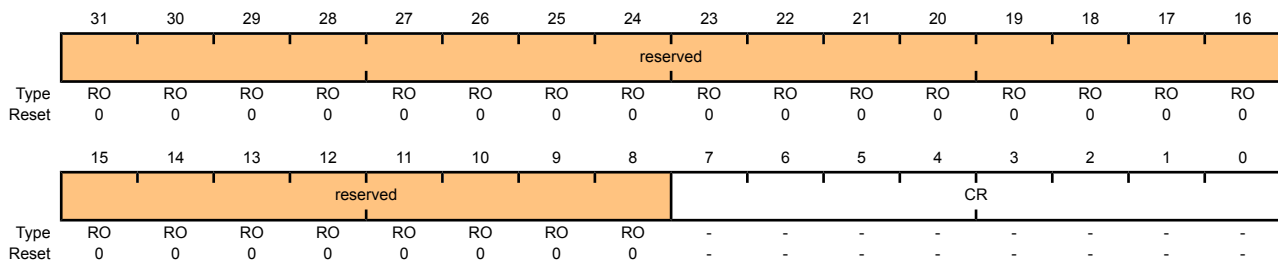 31 30 29 28 27 26 25 24 23 22 21 20 19 18 17 16
reserved
Type RO RO RO RO RO RO RO RO RO RO RO RO RO RO RO RO
Reset 0 0 0 0 0 0 0 0 0 0 0 0 0 0 0 0
15 14 13 12 11 10 9 8 7 6 5 4 3 2 1 0
reserved CR
Type RO RO RO RO RO RO RO RO - - - - - - - -
Reset 0 0 0 0 0 0 0 0 - - - - - - - -